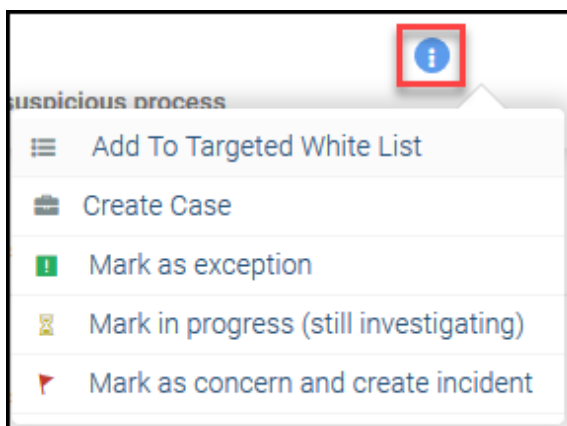 suspicious process
Add To Targeted White List
Create Case
Mark as exception
Mark in progress (still investigating)
Mark as concern and create incident